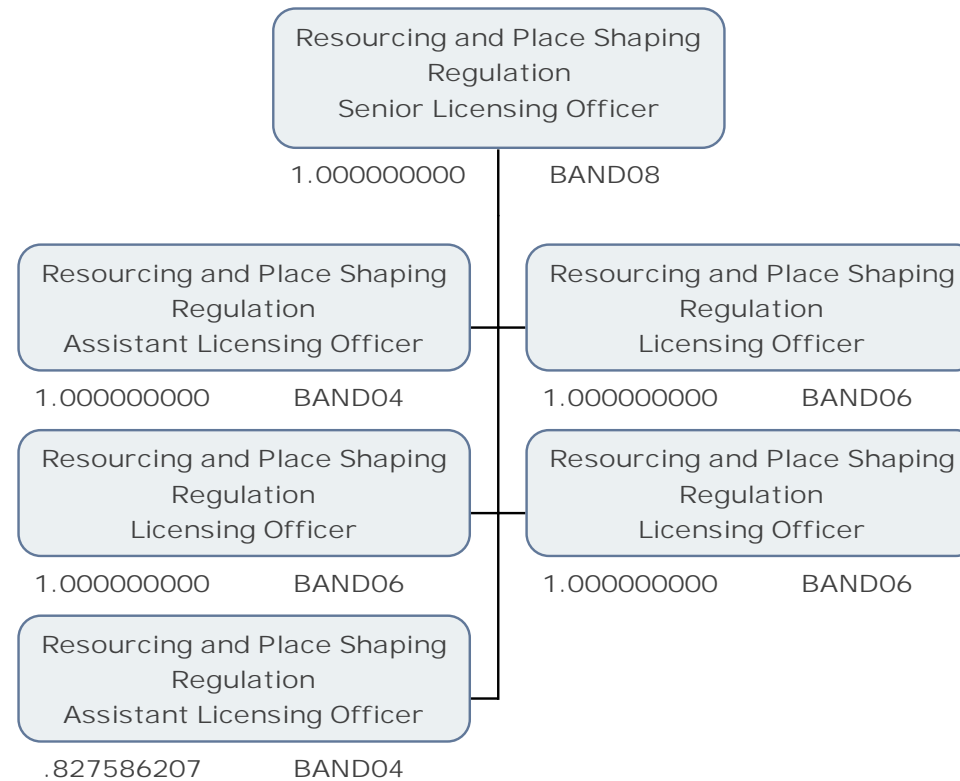 Resourcing and Place Shaping
Regulation
Senior Licensing Officer
1.000000000 BAND08
Resourcing and Place Shaping
Regulation
Assistant Licensing Officer
1.000000000 BAND04
Resourcing and Place Shaping
Regulation
Licensing Officer
1.000000000 BAND06
Resourcing and Place Shaping
Regulation
Licensing Officer
1.000000000 BAND06
Resourcing and Place Shaping
Regulation
Licensing Officer
1.000000000 BAND06
Resourcing and Place Shaping
Regulation
Assistant Licensing Officer
.827586207 BAND04